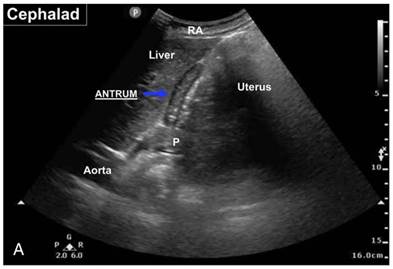 Cephalad
P
RA
Liver
ANTRUM
Uterus
5
P
x
Aorta
10
A
G
P R
2.0 6.0
15
16.0cm